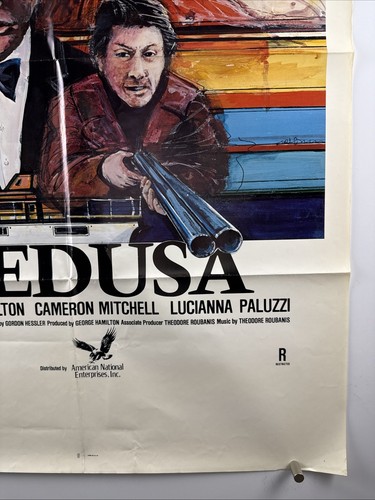 EDUSA
LTON CAMERON MITCHELL LUCIANNA PALUZZI
by GORDON HESSLER Produced by GEORGE HAMILTON Associate Producer THEODORE ROUBANIS Music by THEODORE ROUBANIS
Distributed by American National
Enterprises, Inc.
R
RESTRICTED